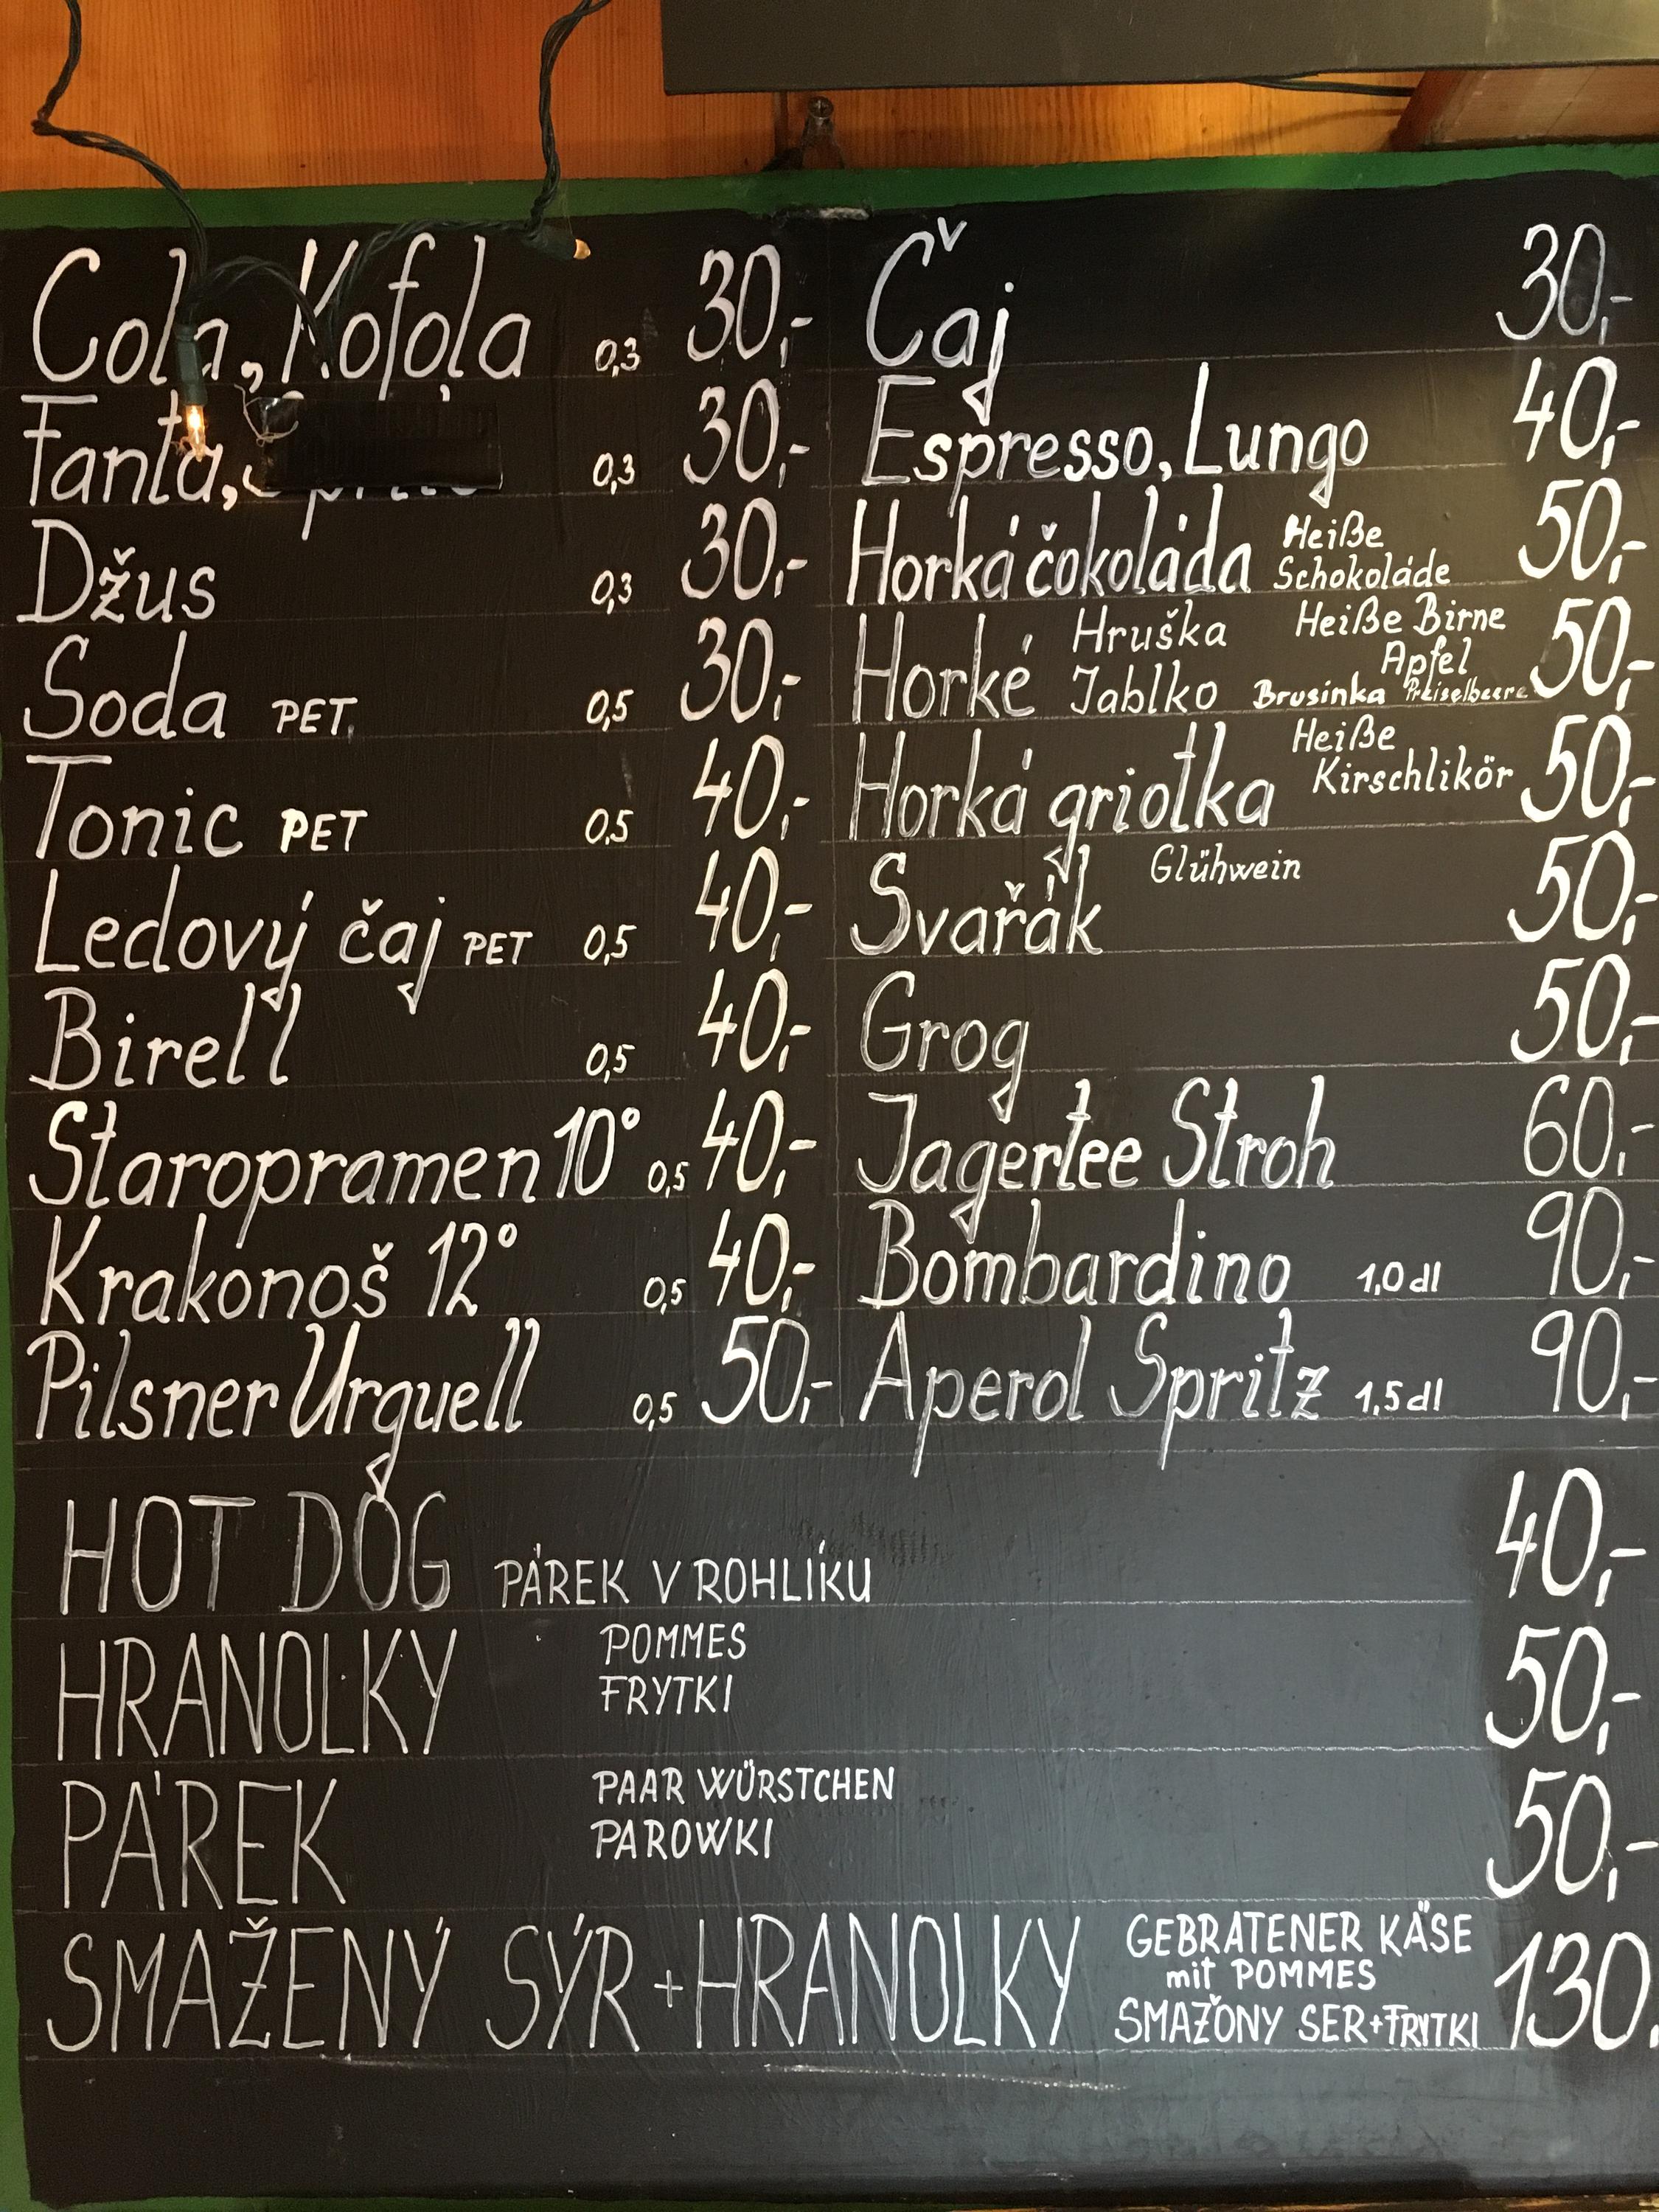 Cola, Kofola 0,3 30,-
Fanta, 0,3 30,-
Džus 0,3 30,-
Soda PET 0,5 30,-
Tonic PET 0,5 40,-
Ledový čaj PET 0,5 40,-
Birell 0,5 40,-
Staropramen 10° 0,5 40,-
Krakonoš 12° 0,5 40,-
Pilsner Urquell 0,5 50,-
Čaj 30,-
Espresso, Lungo 40,-
Horká čokoláda Heiße Schokoláde 50,-
Horké Hruška Heiße Birne 50,-
Apfel
Jablko Brusinka Preiselbeere
Horká griotka Heiße Kirschlikör 50,-
Svařák Glühwein 50,-
Grog 50,-
Jagertee Stroh 60,-
Bombardino 1,0 dl 90,-
Aperol Spritz 1,5 dl 90,-
HOT DOG PÁREK V ROHLÍKU 40,-
HRANOLKY POMMES 50,-
FRYTKI
PÁREK PAAR WÜRSTCHEN 50,-
PAROWKI
SMAŽENÝ SÝR + HRANOLKY GEBRATENER KÄSE 130,
mit POMMES
SMAŽONY SER+FRYTKI